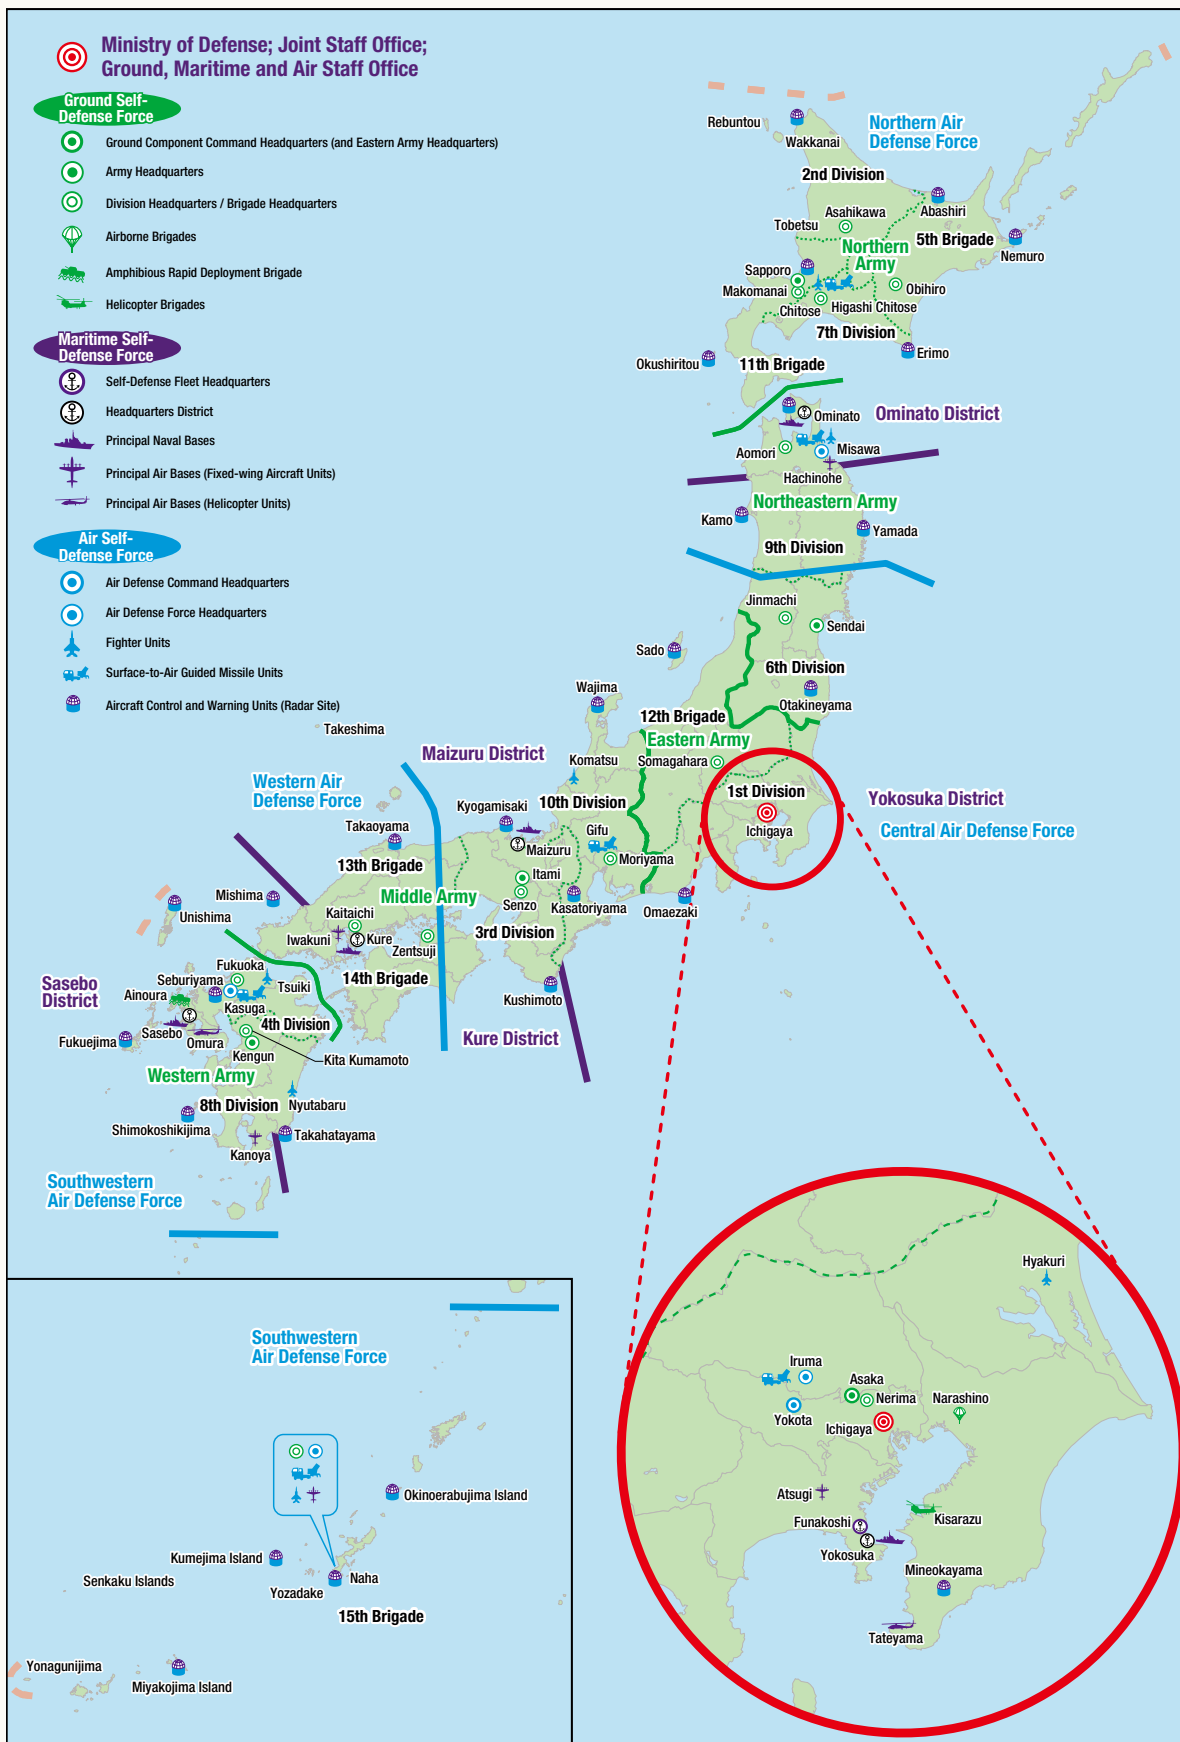 Ministry of Defense; Joint Staff Office;
Ground, Maritime and Air Staff Office
Ground Self-
Defense Force
Ground Component Command Headquarters (and Eastern Army Headquarters)
Army Headquarters
Division Headquarters / Brigade Headquarters
Airborne Brigades
Amphibious Rapid Deployment Brigade
Helicopter Brigades
Maritime Self-
Defense Force
Self-Defense Fleet Headquarters
Headquarters District
Principal Naval Bases
Principal Air Bases (Fixed-wing Aircraft Units)
Principal Air Bases (Helicopter Units)
Air Self-
Defense Force
Air Defense Command Headquarters
Air Defense Force Headquarters
Fighter Units
Surface-to-Air Guided Missile Units
Aircraft Control and Warning Units (Radar Site)
Rebuntou
Wakkanai
Northern Air
Defense Force
2nd Division
Asahikawa
Abashiri
Tobetsu
5th Brigade
Northern
Army
Nemuro
Sapporo
Makomanai
Obihiro
Chitose
Higashi Chitose
7th Division
Erimo
Okushiritou
11th Brigade
Ominato
Ominato District
Aomori
Misawa
Hachinohe
Northeastern Army
Kamo
Yamada
9th Division
Jinmachi
Sendai
Sado
6th Division
Wajima
Otakineyama
12th Brigade
Takeshima
Eastern Army
Maizuru District
Komatsu
Somagahara
Western Air
Defense Force
1st Division
Yokosuka District
Kyogamisaki
10th Division
Takaoyama
Gifu
Ichigaya
Central Air Defense Force
Maizuru
Moriyama
13th Brigade
Itami
Mishima
Middle Army
Senzo
Kasatoriyama
Omaezaki
Unishima
Kaitaichi
Iwakuni
Kure
Zentsuji
3rd Division
Fukuoka
Sasebo
District
Seburiyama
Tsuiki
14th Brigade
Ainoura
Kasuga
Kushimoto
4th Division
Sasebo
Omura
Fukuejima
Kengun
Kita Kumamoto
Kure District
Western Army
8th Division
Nyutabaru
Shimokoshikijima
Takahatayama
Kanoya
Southwestern
Air Defense Force
Hyakuri
Iruma
Asaka
Nerima
Narashino
Yokota
Ichigaya
Atsugi
Funakoshi
Kisarazu
Yokosuka
Mineokayama
Tateyama
Southwestern
Air Defense Force
Okinoerabujima Island
Kumejima Island
Senkaku Islands
Yozadake
Naha
15th Brigade
Yonagunijima
Miyakojima Island